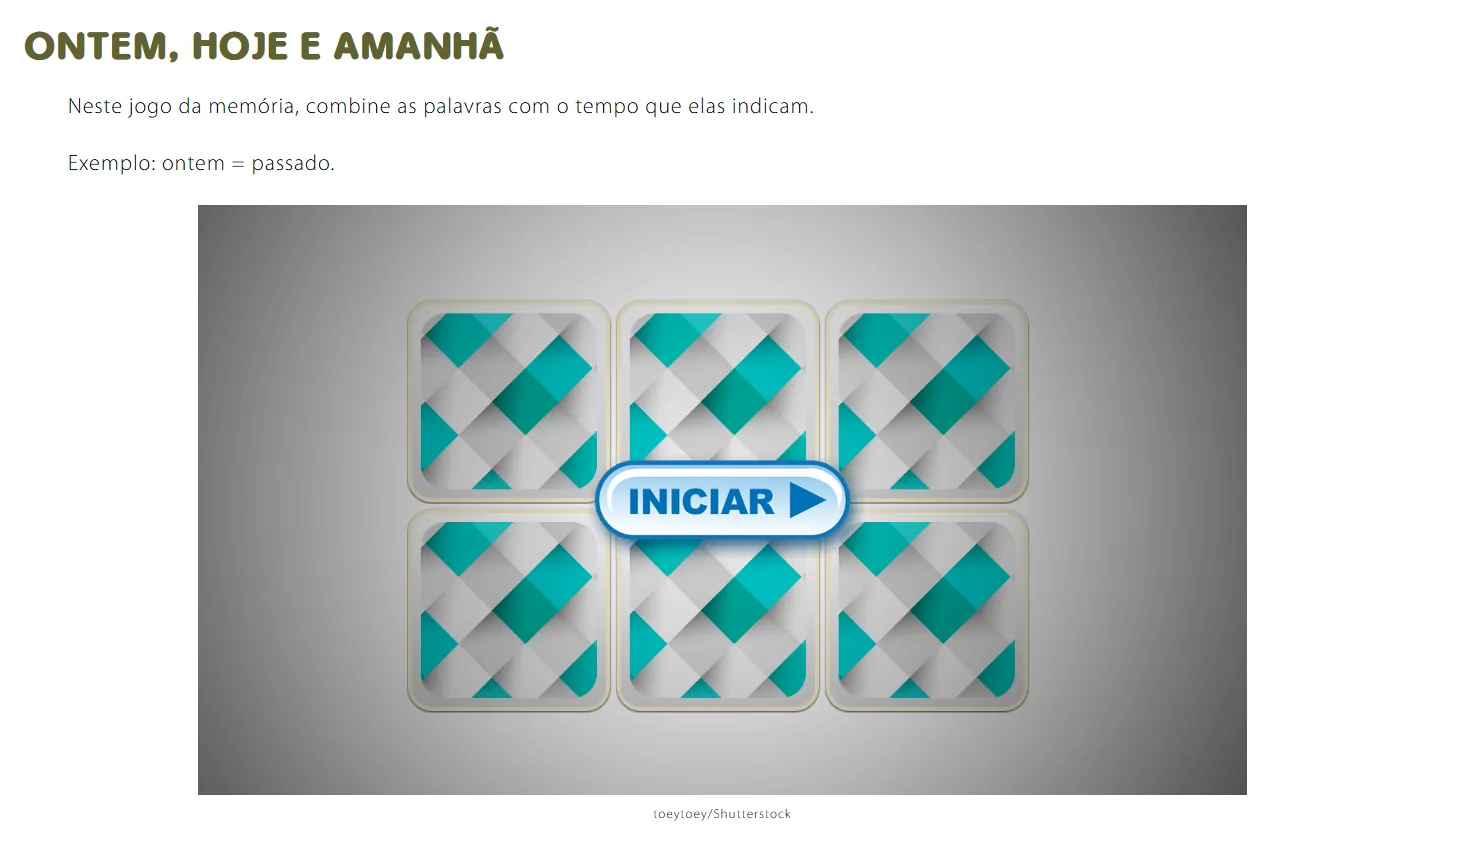 ONTEM, HOJE E AMANHÃ
Neste jogo da memória, combine as palavras com o tempo que elas indicam.
Exemplo: ontem = passado.
INICIAR
toeytoey/Shutterstock